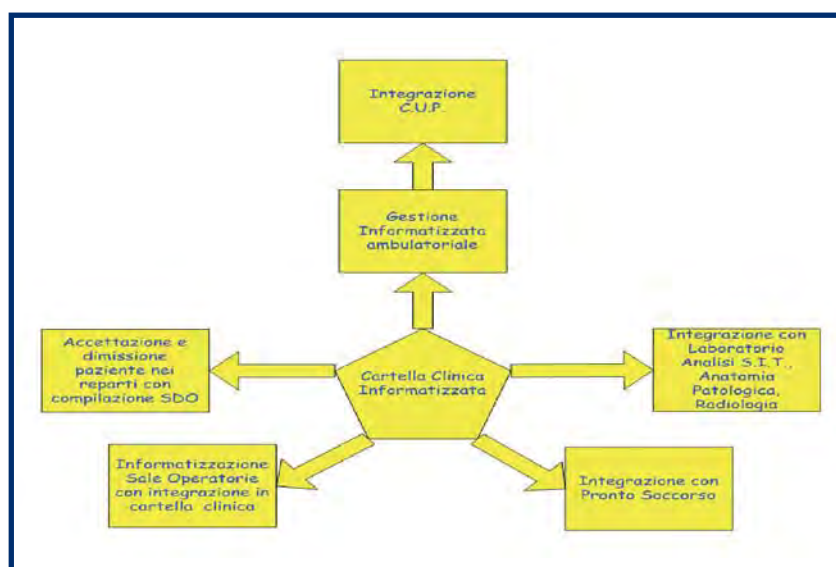 Integrazione
C.U.P.
Gestione
Informatizzata
ambulatoriale
Accettazione e
dimissione
paziente nei
reparti con
compilazione SDO
Cartella Clinica
Informatizzata
Integrazione con
Laboratorio
Analisi S.I.T.,
Anatamia
Patologica,
Radiologia
Informatizzazione
Sale Operatorie
con integrazione in
cartella clinica
Integrazione con
Pronto Soccorso